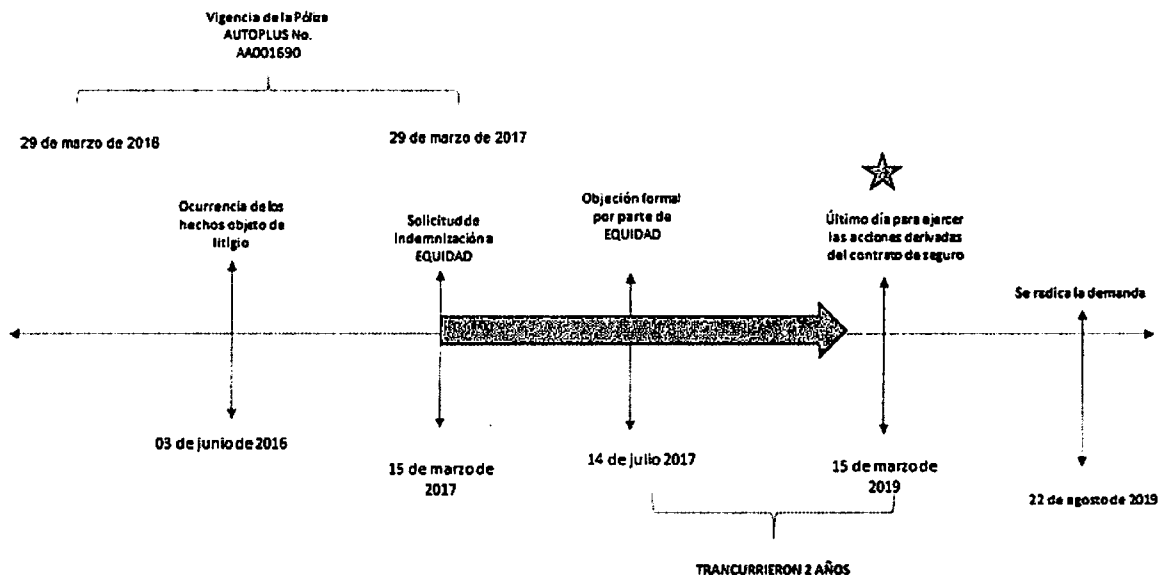 Vigencia de la Póliza
AUTOPLUS No.
AA001690
29 de marzo de 2016
29 de marzo de 2017
Ocurrencia de los
hechos objeto de
litigio
Solicitud de
indemnización a
EQUIDAD
Objeción formal
por parte de
EQUIDAD
Último día para ejercer
las acciones derivadas
del contrato de seguro
Se radica la demanda
03 de junio de 2016
15 de marzo de
2017
14 de julio 2017
15 de marzo de
2019
22 de agosto de 2019
TRANCURRIERON 2 AÑOS